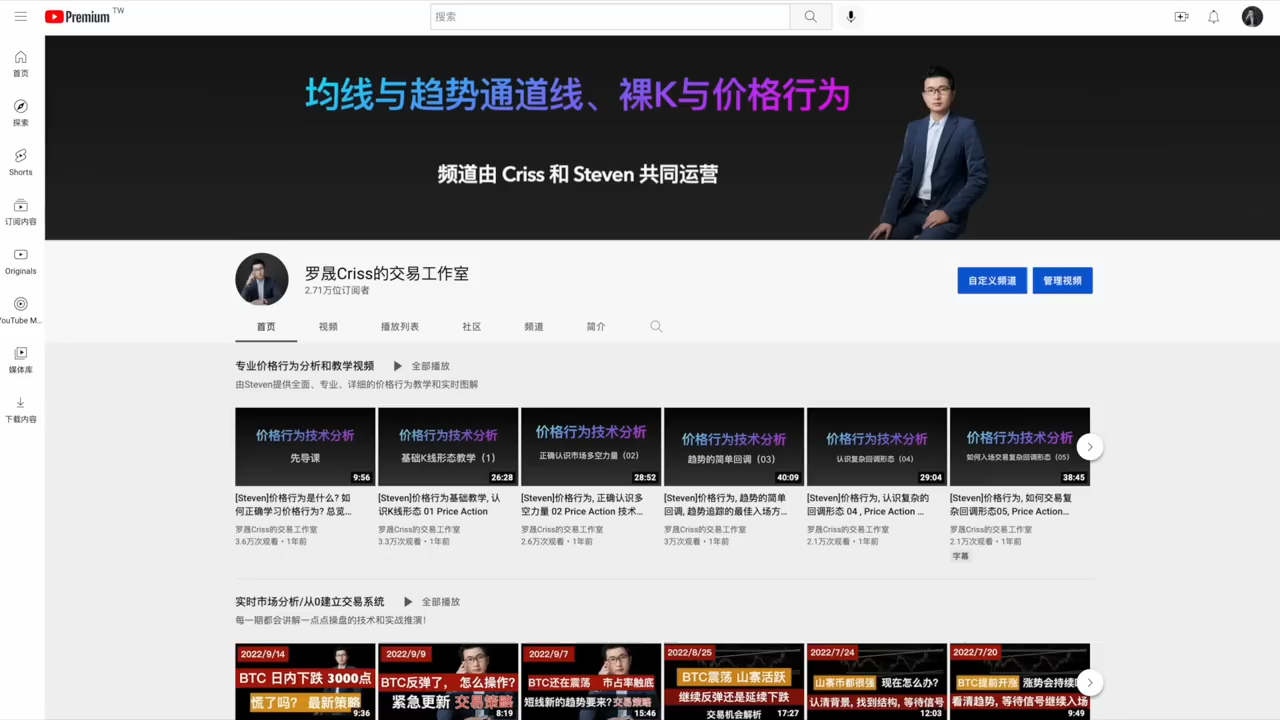 Premium TW
搜索
首页
探索
Shorts
订阅内容
Originals
YouTube M...
媒体库
下载内容
均线与趋势通道线、裸K与价格行为
频道由 Criss 和 Steven 共同运营
罗晟Criss的交易工作室
2.71万位订阅者
自定义频道
管理视频
首页 视频 播放列表 社区 频道 简介
专业价格行为分析和教学视频 全部播放
由Steven提供全面、专业、详细的价格行为教学和实时图解
价格行为技术分析
先导课
9:56
[Steven]价格行为是什么? 如
何正确学习价格行为? 总览...
罗晟Criss的交易工作室
3.6万次观看・1年前
价格行为技术分析
基础K线形态教学（1）
26:28
[Steven]价格行为基础教学, 认
识K线形态 01 Price Action
罗晟Criss的交易工作室
3.3万次观看・1年前
价格行为技术分析
正确认识市场多空力量（02）
28:52
[Steven]价格行为, 正确认识多
空力量 02 Price Action 技术...
罗晟Criss的交易工作室
2.6万次观看・1年前
价格行为技术分析
趋势的简单回调（03）
40:09
[Steven]价格行为, 趋势的简单
回调, 趋势追踪的最佳入场方...
罗晟Criss的交易工作室
3万次观看・1年前
价格行为技术分析
认识复杂回调形态（04）
29:04
[Steven]价格行为, 认识复杂的
回调形态 04 , Price Action ...
罗晟Criss的交易工作室
2.1万次观看・1年前
价格行为技术分析
如何入场交易复杂回调形态（05）
38:45
[Steven]价格行为, 如何交易复
杂回调形态05, Price Action...
罗晟Criss的交易工作室
2.1万次观看・1年前
字幕
实时市场分析/从0建立交易系统 全部播放
每一期都会讲解一点点操盘的技术和实战推演!
2022/9/14
BTC 日内下跌 3000点
慌了吗? 最新策略
9:36
2022/9/9
BTC反弹了，怎么操作?
紧急更新 交易策略
8:19
2022/9/7
BTC还在震荡 市占率触底
短线新的趋势要来?交易策略
15:46
2022/8/25
BTC震荡 山寨活跃
继续反弹还是延续下跌
交易机会解析
17:27
2022/7/24
山寨币都很强 现在怎么办?
认清背景, 找到结构, 等待信号
12:03
2022/7/20
BTC提前开涨 涨势会持续
看清趋势, 等待信号继续入场
9:49